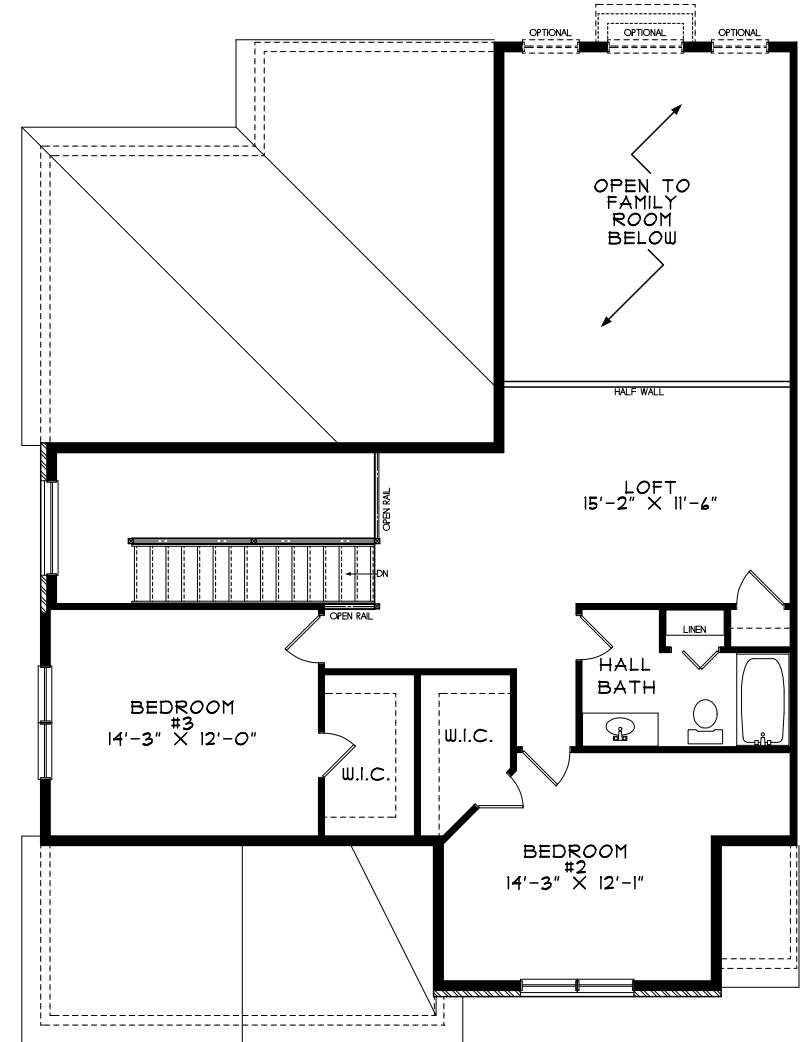 OPTIONAL
OPTIONAL
OPTIONAL
OPEN TO
FAMILY
ROOM
BELOW
HALF WALL
LOFT
15'-2" X 11'-6"
OPEN RAIL
DN
OPEN RAIL
LINEN
HALL
BATH
BEDROOM
#3
14'-3" X 12'-0"
W.I.C.
W.I.C.
BEDROOM
#2
14'-3" X 12'-1"